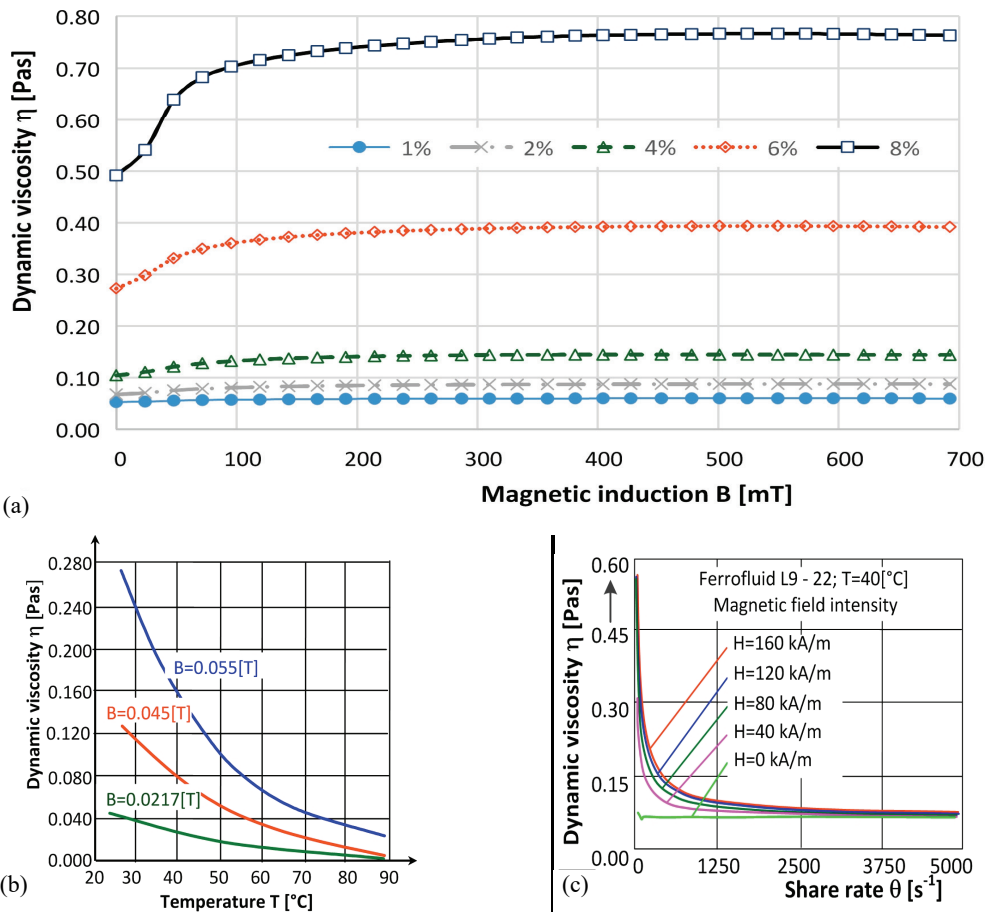 0.80
0.70
0.60
0.50
0.40
0.30
0.20
0.10
0.00
Dynamic viscosity η [Pas]
1% 2% 4% 6% 8%
0 100 200 300 400 500 600 700
Magnetic induction B [mT]
(a)
0.280
0.240
0.200
0.160
0.120
0.080
0.040
0.000
Dynamic viscosity η [Pas]
B=0.055[T]
B=0.045[T]
B=0.0217[T]
20 30 40 50 60 70 80 90
Temperature T [°C]
(b)
0.60
0.45
0.30
0.15
0.00
Dynamic viscosity η [Pas]
Ferrofluid L9 - 22; T=40[°C]
Magnetic field intensity
H=160 kA/m
H=120 kA/m
H=80 kA/m
H=40 kA/m
H=0 kA/m
0 1250 2500 3750 5000
Share rate θ [s⁻¹]
(c)